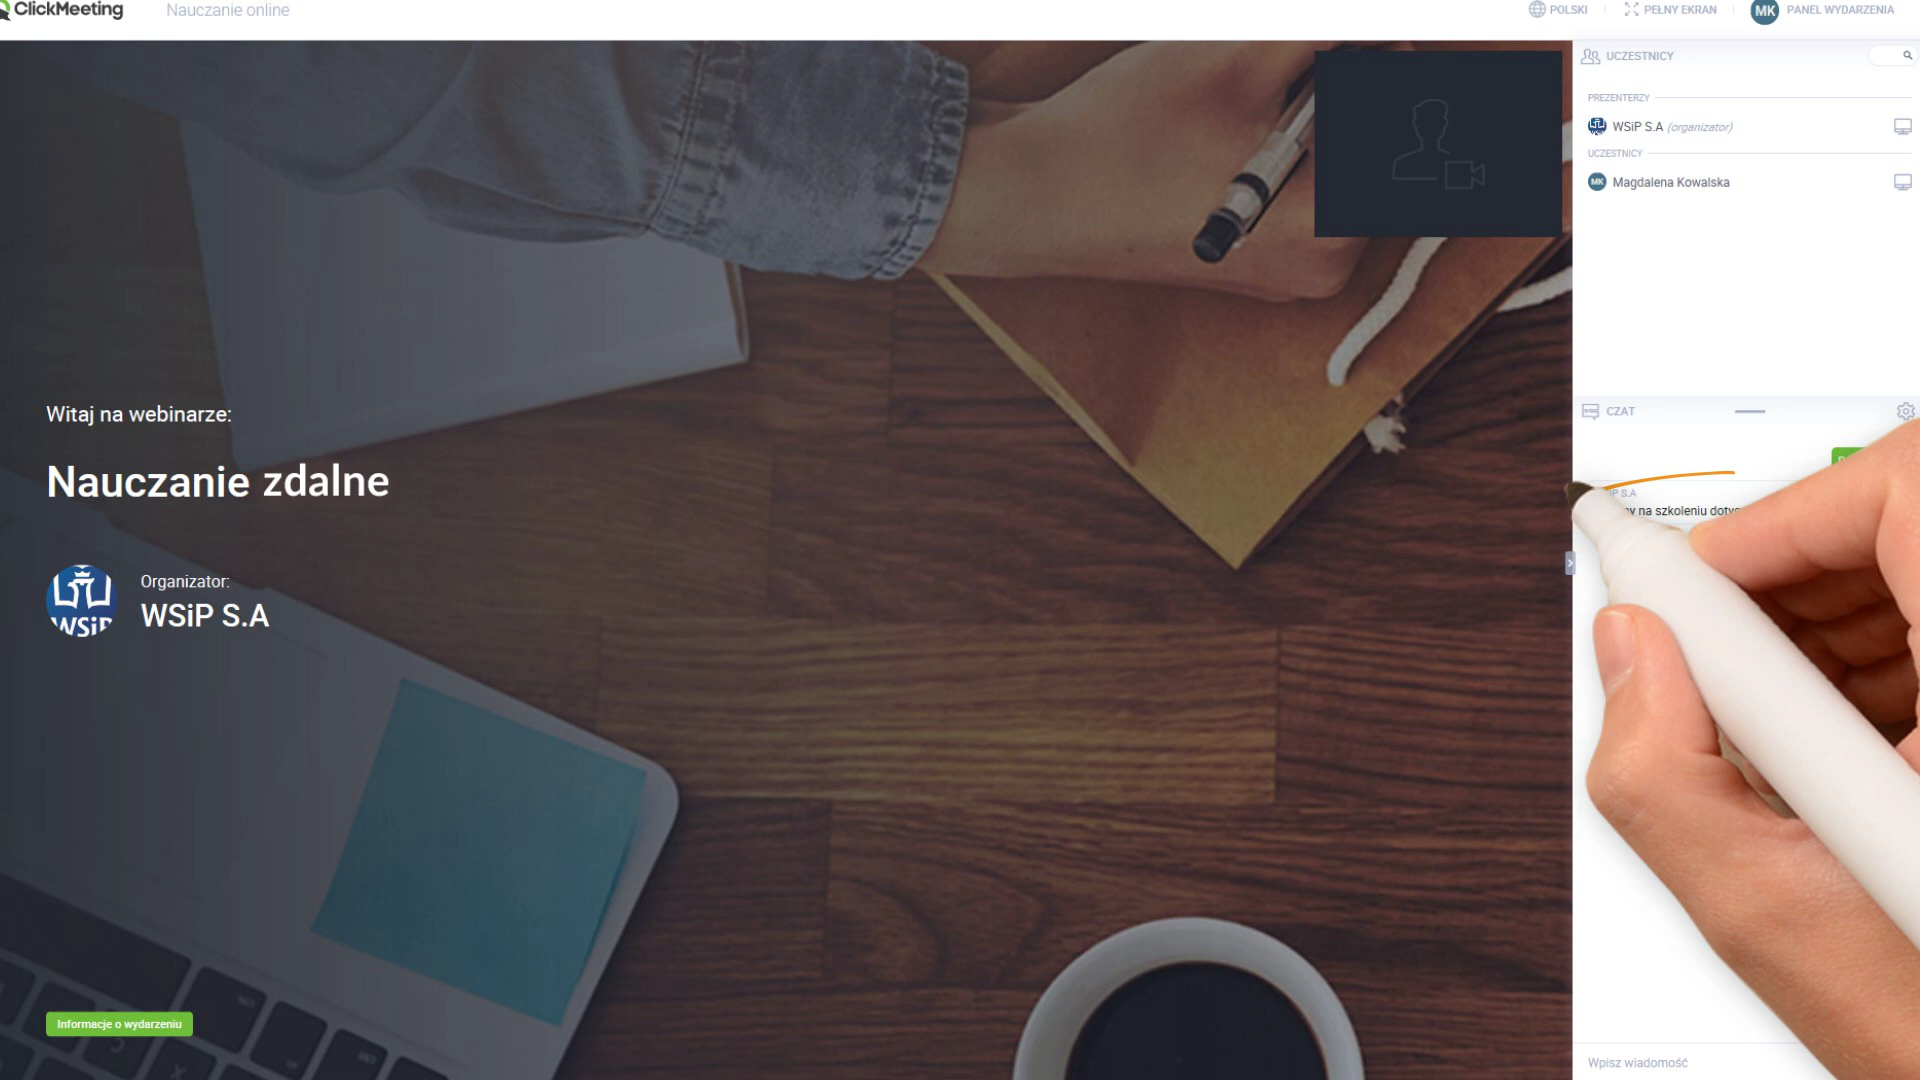 ClickMeeting
Nauczanie online
POLSKI
PEŁNY EKRAN
MK
PANEL WYDARZENIA
UCZESTNICY
PREZENTERZY
WSiP S.A (organizator)
UCZESTNICY
MK Magdalena Kowalska
Witaj na webinarze:
Nauczanie zdalne
WSiP
Organizator:
WSiP S.A
CZAT
S.A
na szkoleniu
Informacje o wydarzeniu
Wpisz wiadomość